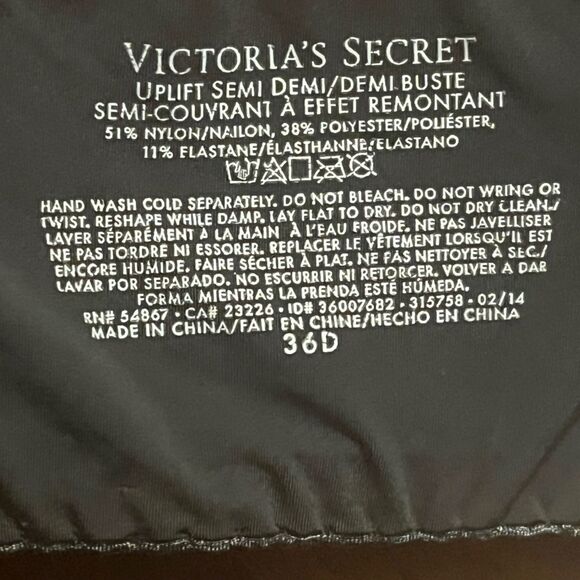 VICTORIA'S SECRET
UPLIFT SEMI DEMI/DEMI BUSTE
SEMI-COUVRANT À EFFET REMONTANT
51% NYLON/NAILON, 38% POLYESTER/POLIÉSTER,
11% ELASTANE/ÉLASTHANNE/ELASTANO
HAND WASH COLD SEPARATELY. DO NOT BLEACH. DO NOT WRING OR
TWIST. RESHAPE WHILE DAMP. LAY FLAT TO DRY. DO NOT DRY CLEAN./
LAVER SÉPARÉMENT À LA MAIN À L'EAU FROIDE. NE PAS JAVELLISER
NE PAS TORDRE NI ESSORER. REPLACER LE VÊTEMENT LORSQU'IL EST
ENCORE HUMIDE. FAIRE SÉCHER À PLAT. NE PAS NETTOYER À SEC./
LAVAR POR SEPARADO. NO ESCURRIR NI RETORCER. VOLVER A DAR
FORMA MIENTRAS LA PRENDA ESTÉ HÚMEDA.
RN# 54867 • CA# 23226 • ID# 36007682 • 315758 • 02/14
MADE IN CHINA/FAIT EN CHINE/HECHO EN CHINA
36D